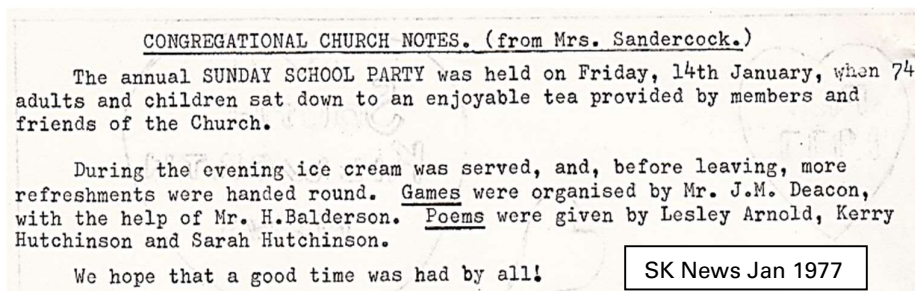 CONGREGATIONAL CHURCH NOTES. (from Mrs. Sandercock.)
The annual SUNDAY SCHOOL PARTY was held on Friday, 14th January, when 74
adults and children sat down to an enjoyable tea provided by members and
friends of the Church.
During the evening ice cream was served, and, before leaving, more
refreshments were handed round. Games were organised by Mr. J.M. Deacon,
with the help of Mr. H.Balderson. Poems were given by Lesley Arnold, Kerry
Hutchinson and Sarah Hutchinson.
We hope that a good time was had by all!
SK News Jan 1977